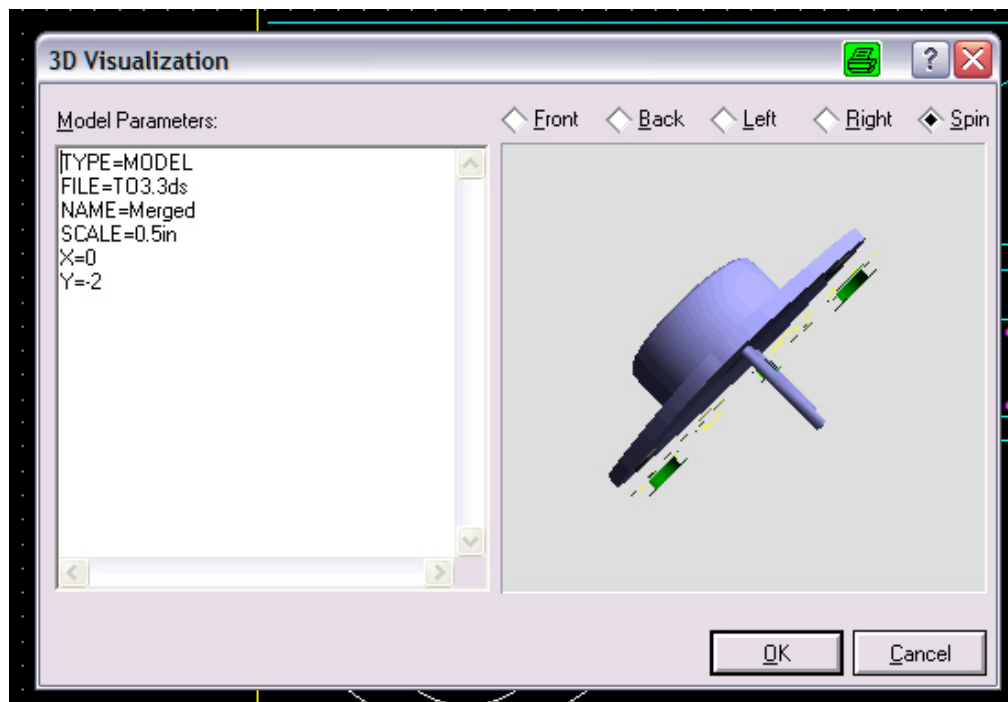 3D Visualization
?
Model Parameters:
Front Back Left Right Spin
TYPE=MODEL
FILE=TO3.3ds
NAME=Merged
SCALE=0.5in
X=0
Y=-2
OK Cancel